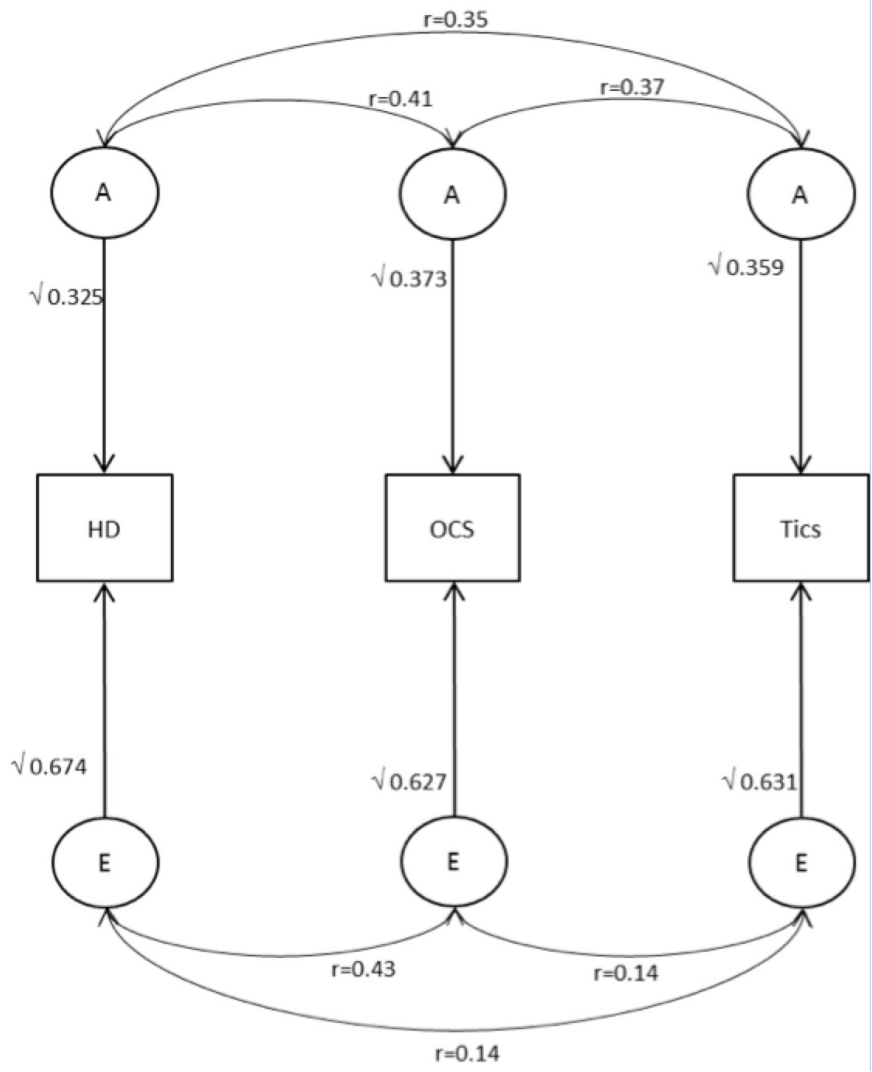 r=0.35
r=0.41
r=0.37
A
A
A
√0.325
√0.373
√0.359
HD
OCS
Tics
√0.674
√0.627
√0.631
E
E
E
r=0.43
r=0.14
r=0.14